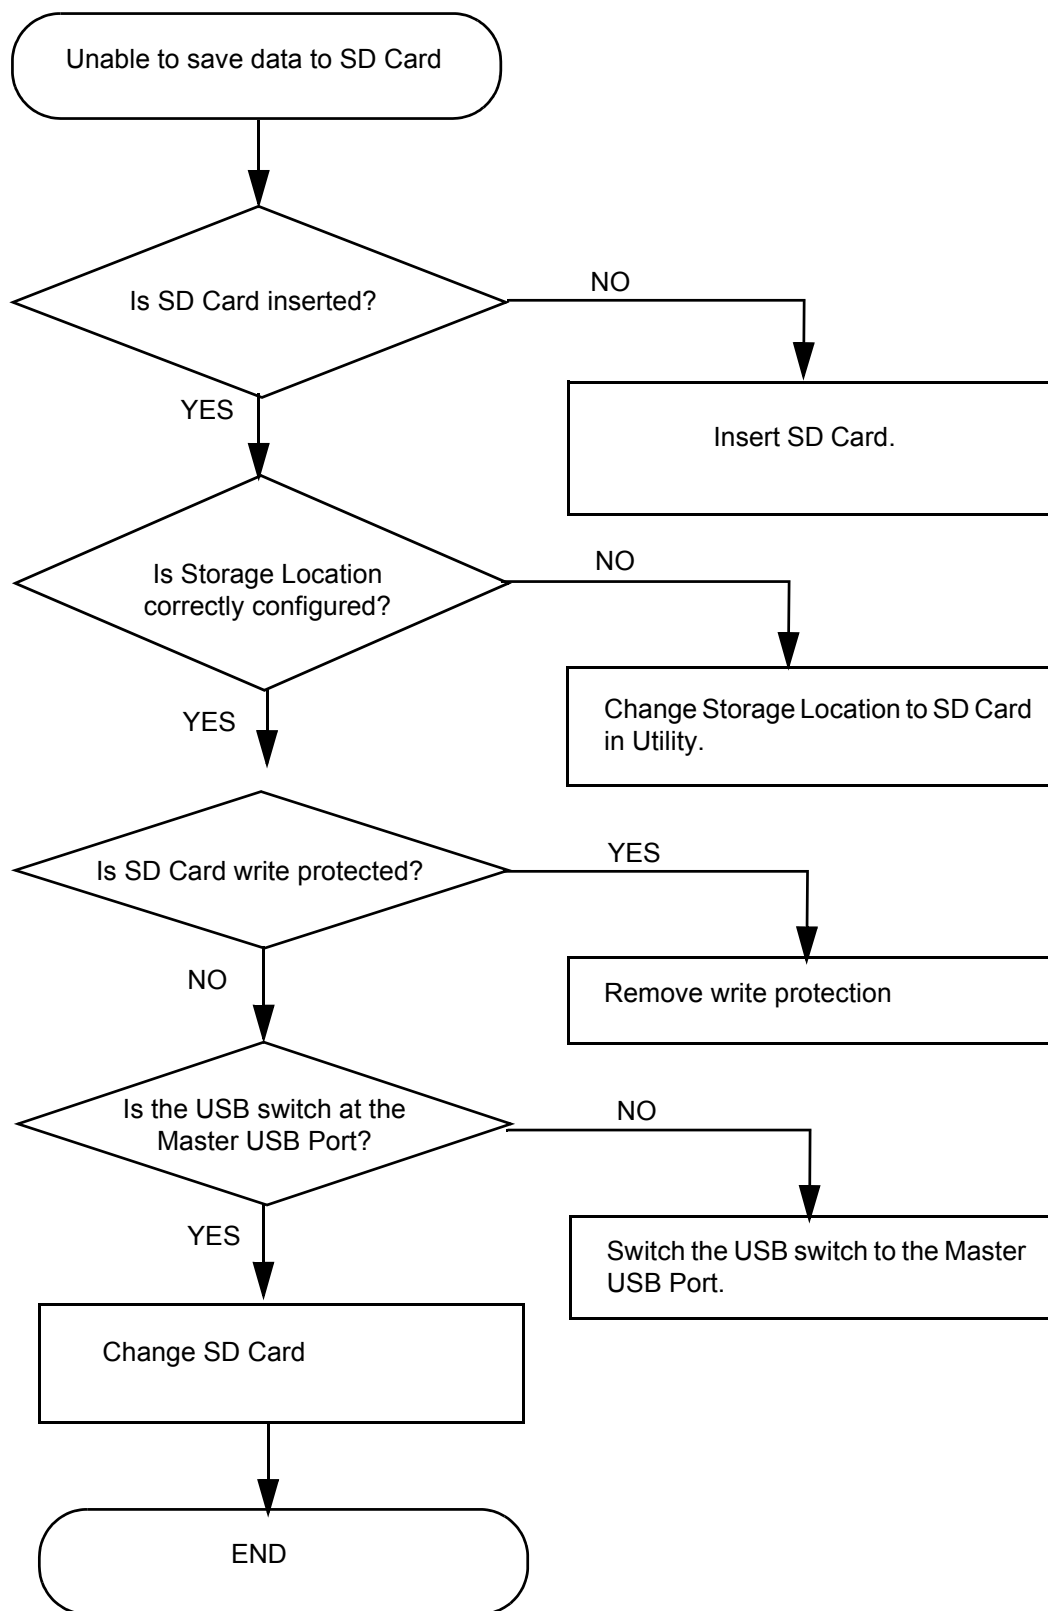 Unable to save data to SD Card
Is SD Card inserted?
NO
YES
Insert SD Card.
Is Storage Location
correctly configured?
NO
YES
Change Storage Location to SD Card
in Utility.
Is SD Card write protected?
YES
NO
Remove write protection
Is the USB switch at the
Master USB Port?
NO
YES
Switch the USB switch to the Master
USB Port.
Change SD Card
END